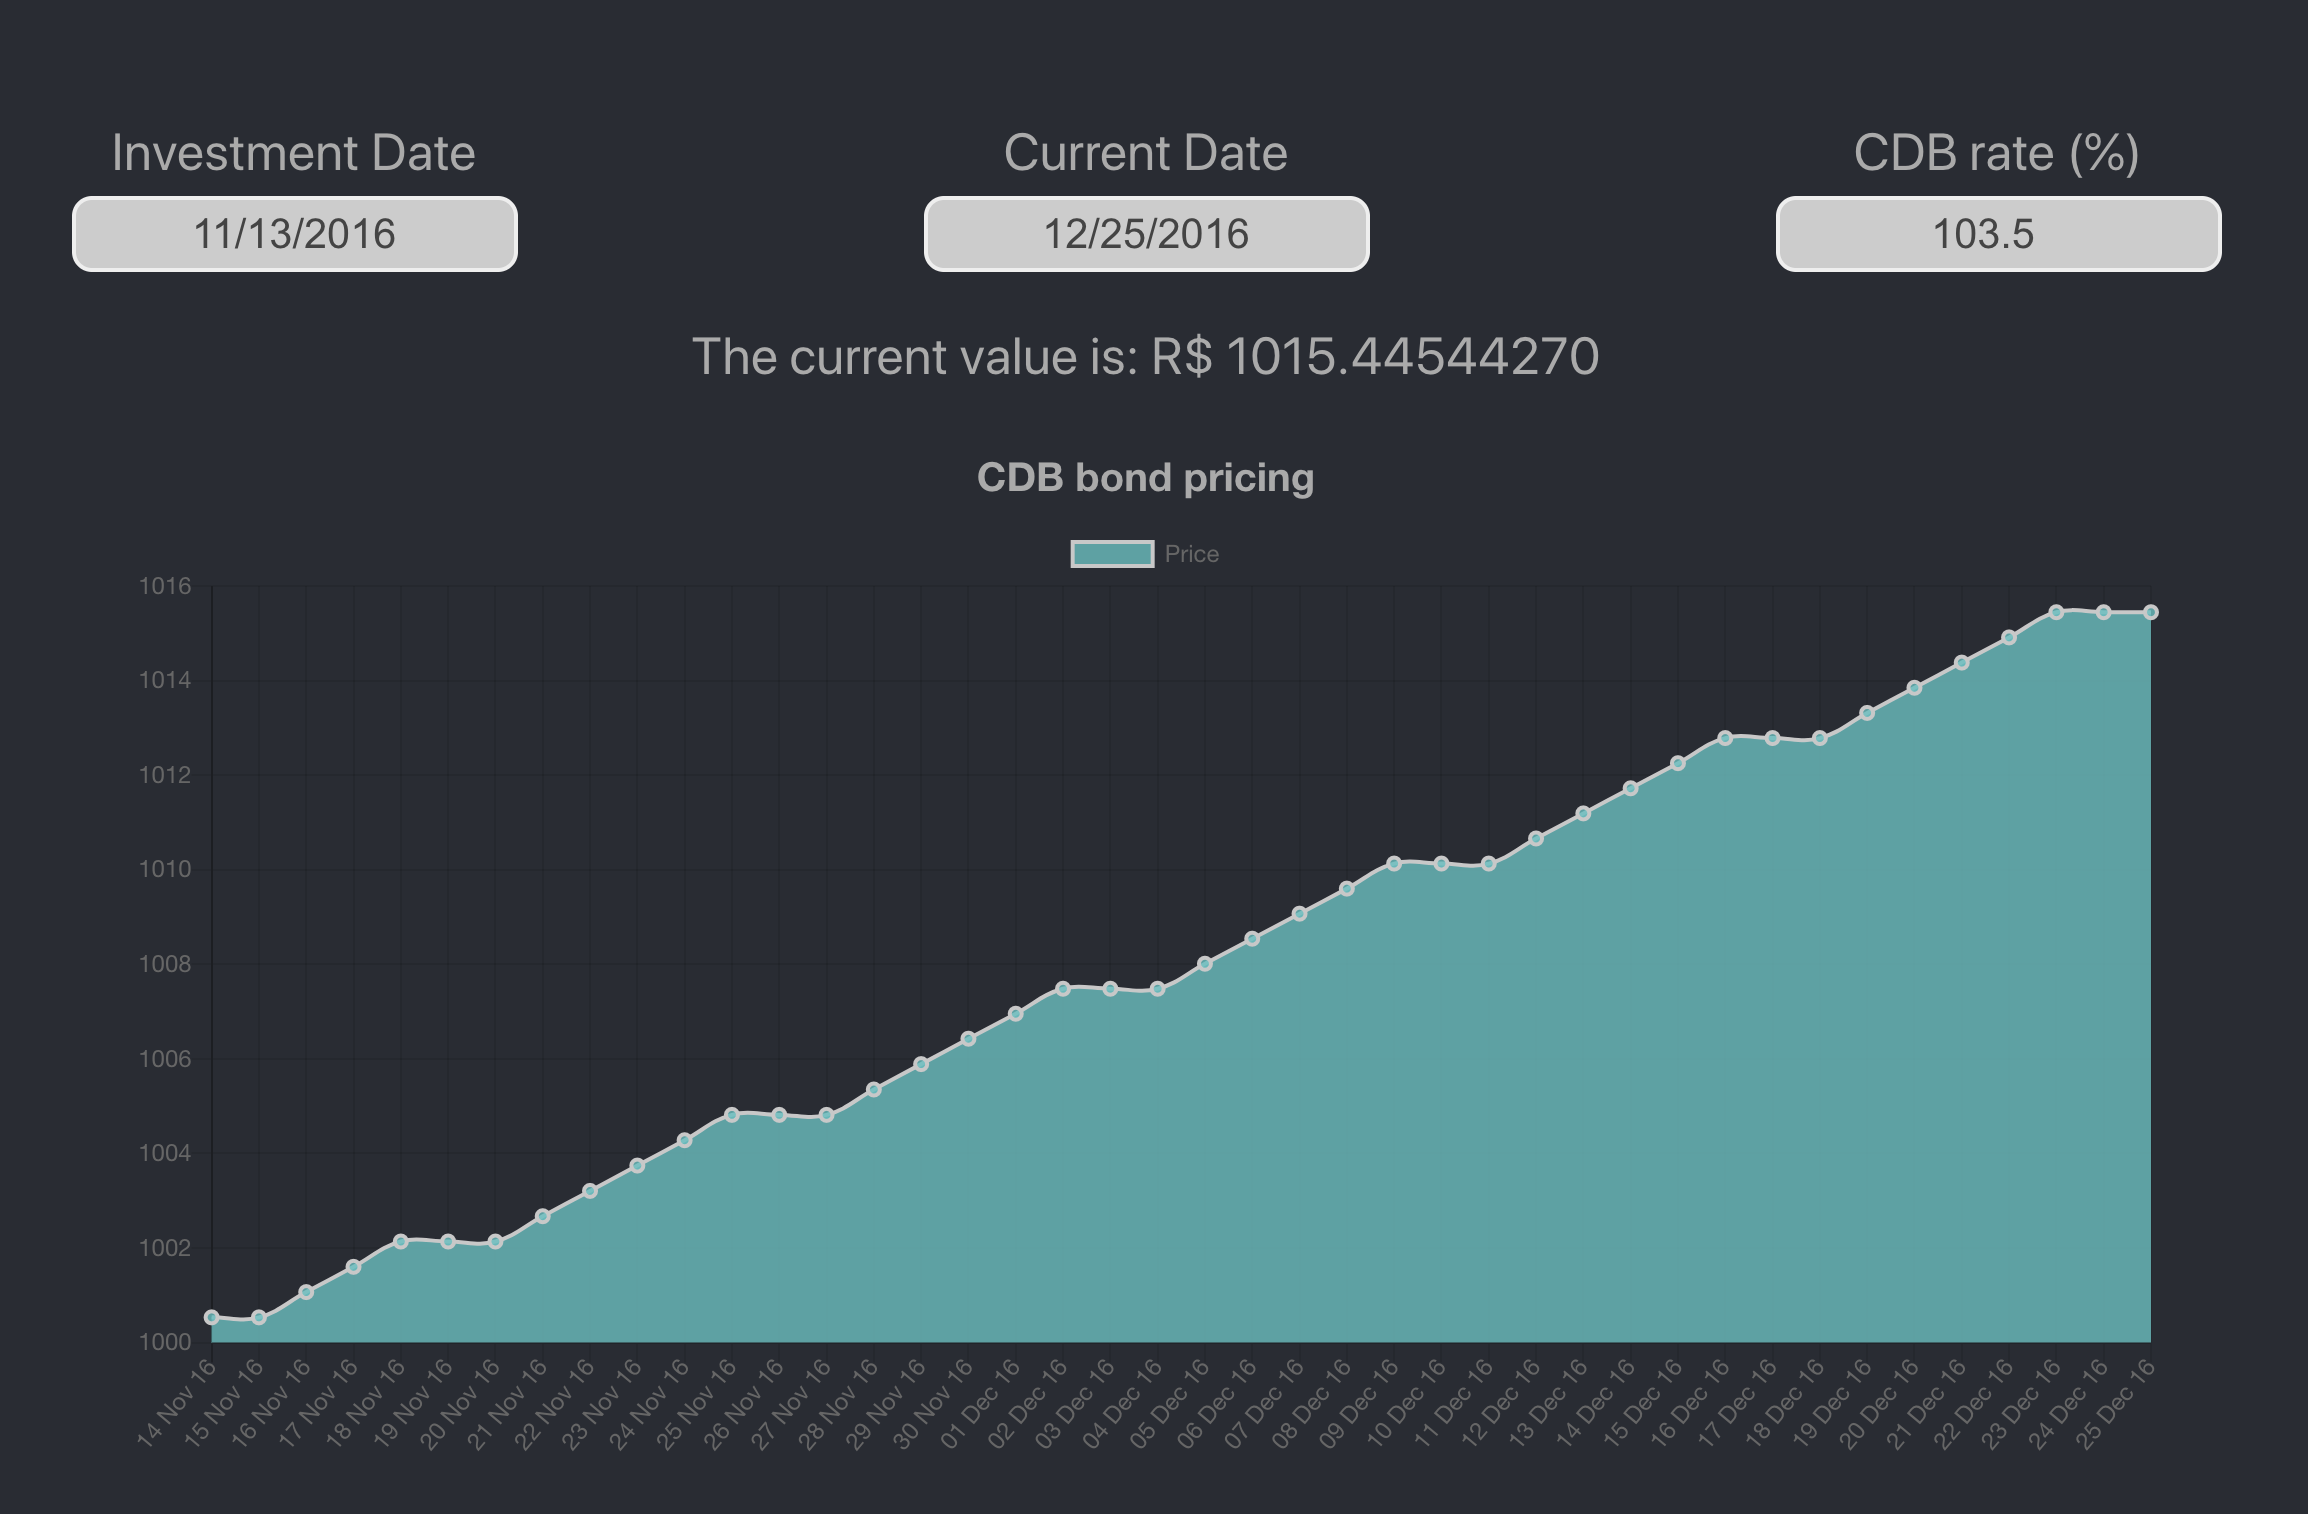 Investment Date
Current Date
CDB rate (%)
11/13/2016
12/25/2016
103.5
The current value is: R$ 1015.44544270
CDB bond pricing
Price
1016
1014
1012
1010
1008
1006
1004
1002
1000
14 Nov 16
15 Nov 16
16 Nov 16
17 Nov 16
18 Nov 16
19 Nov 16
20 Nov 16
21 Nov 16
22 Nov 16
23 Nov 16
24 Nov 16
25 Nov 16
26 Nov 16
27 Nov 16
28 Nov 16
29 Nov 16
30 Nov 16
01 Dec 16
02 Dec 16
03 Dec 16
04 Dec 16
05 Dec 16
06 Dec 16
07 Dec 16
08 Dec 16
09 Dec 16
10 Dec 16
11 Dec 16
12 Dec 16
13 Dec 16
14 Dec 16
15 Dec 16
16 Dec 16
17 Dec 16
18 Dec 16
19 Dec 16
20 Dec 16
21 Dec 16
22 Dec 16
23 Dec 16
24 Dec 16
25 Dec 16